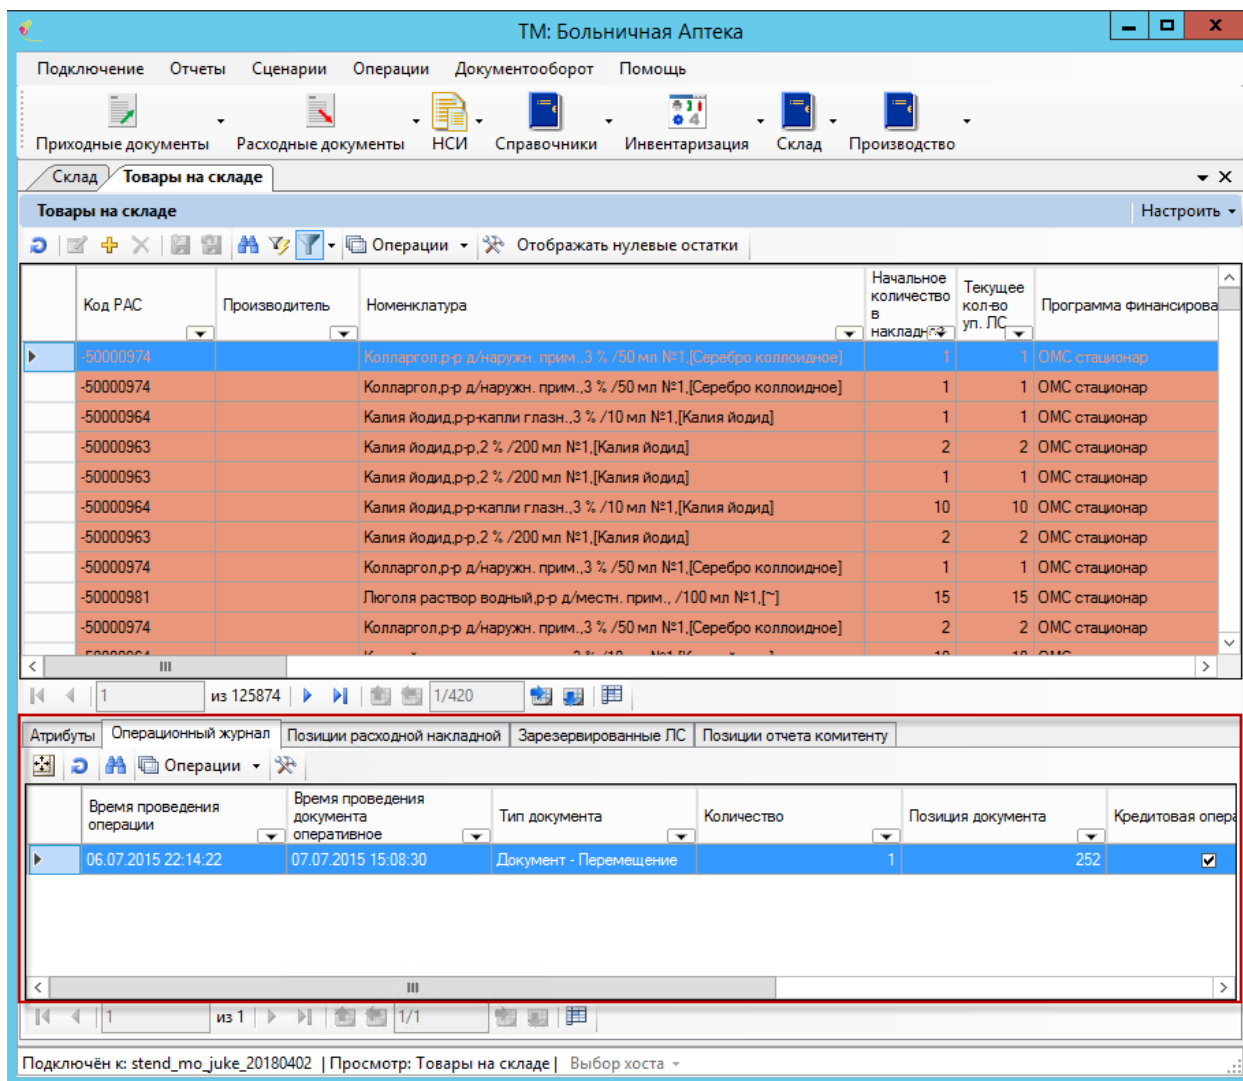 ТМ: Больничная Аптека
Подключение Отчеты Сценарии Операции Документооборот Помощь
Приходные документы Расходные документы НСИ Справочники Инвентаризация Склад Производство
Склад Товары на складе
Товары на складе Настроить
Операции Отображать нулевые остатки
Код РАС Производитель Номенклатура Начальное количество в накладной Текущее кол-во уп. ЛС Программа Финансирова
-50000974 Колларгол,р-р д/наружн. прим.,3 % /50 мл №1,[Серебро коллоидное] 1 1 ОМС стационар
-50000974 Колларгол,р-р д/наружн. прим.,3 % /50 мл №1,[Серебро коллоидное] 1 1 ОМС стационар
-50000964 Калия йодид,р-р-капли глазн.,3 % /10 мл №1,[Калия йодид] 1 1 ОМС стационар
-50000963 Калия йодид,р-р,2 % /200 мл №1,[Калия йодид] 2 2 ОМС стационар
-50000963 Калия йодид,р-р,2 % /200 мл №1,[Калия йодид] 1 1 ОМС стационар
-50000964 Калия йодид,р-р-капли глазн.,3 % /10 мл №1,[Калия йодид] 10 10 ОМС стационар
-50000963 Калия йодид,р-р,2 % /200 мл №1,[Калия йодид] 2 2 ОМС стационар
-50000974 Колларгол,р-р д/наружн. прим.,3 % /50 мл №1,[Серебро коллоидное] 1 1 ОМС стационар
-50000981 Люголя раствор водный,р-р д/местн. прим., /100 мл №1,[~] 15 15 ОМС стационар
-50000974 Колларгол,р-р д/наружн. прим.,3 % /50 мл №1,[Серебро коллоидное] 2 2 ОМС стационар
1 из 125874 1/420
Атрибуты Операционный журнал Позиции расходной накладной Зарезервированные ЛС Позиции отчета комитенту
Операции
Время проведения операции Время проведения документа оперативное Тип документа Количество Позиция документа Кредитовая опера
06.07.2015 22:14:22 07.07.2015 15:08:30 Документ - Перемещение 1 252
1 из 1 1/1
Подключён к: stend_mo_juke_20180402 | Просмотр: Товары на складе | Выбор хоста